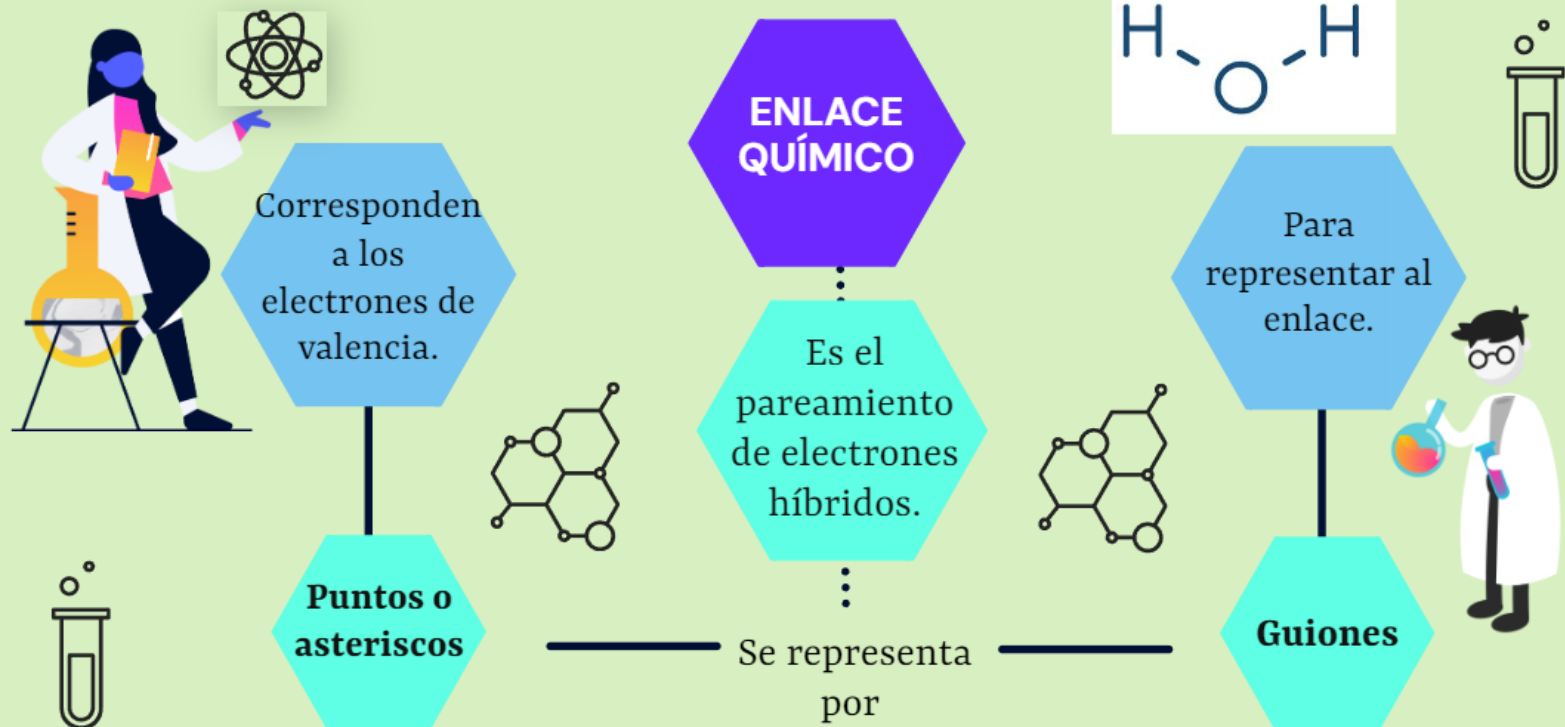 ENLACE
QUÍMICO
H H
O
Corresponden
a los
electrones de
valencia.
Es el
pareamiento
de electrones
híbridos.
Para
representar al
enlace.
Puntos o
asteriscos
Se representa
por
Guiones